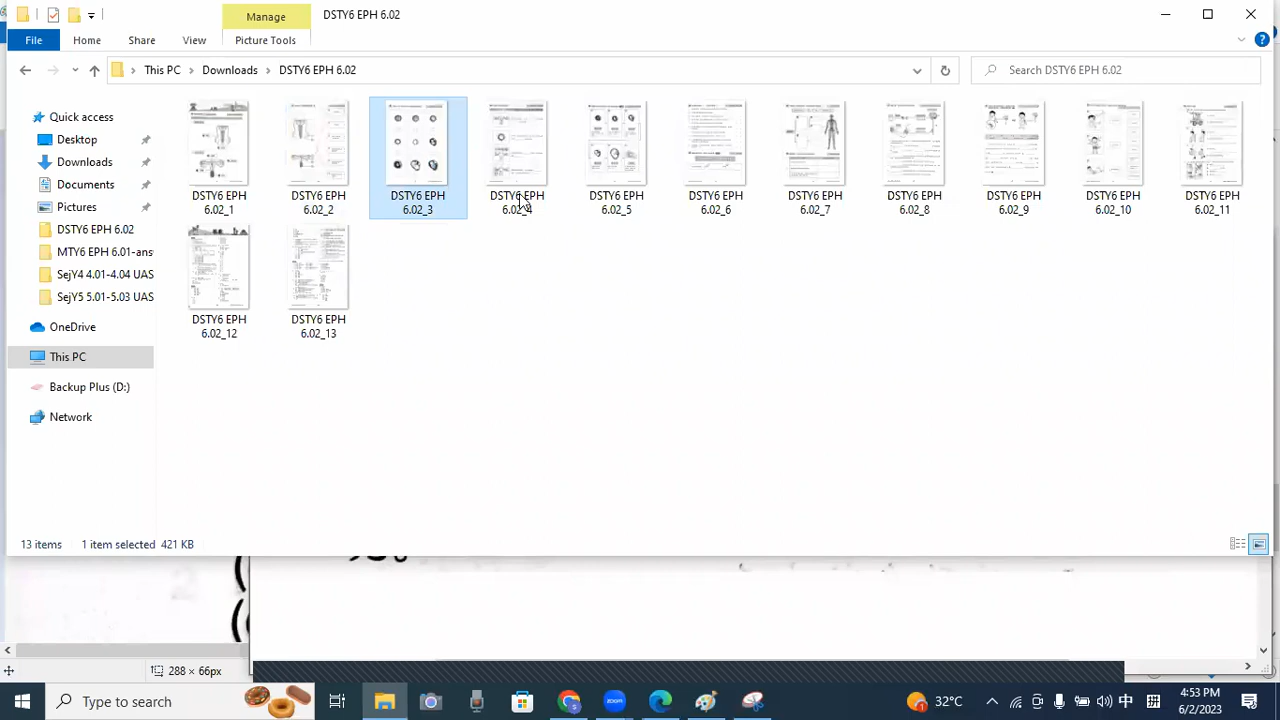 Manage
DSTY6 EPH 6.02
File
Home
Share
View
Picture Tools
This PC
Downloads
DSTY6 EPH 6.02
Search DSTY6 EPH 6.02
Quick
Desktop
Downloads
Documents
Pictures
DSTY6 EPH 6.02
DSTY6 EPH 6.01-ans
SejY4 4.01-4.04 UAS
SejY5 5.01-5.03 UAS
OneDrive
This PC
Backup Plus (D:)
Network
DSTY6 EPH
6.02_1
DSTY6 EPH
6.02_2
DSTY6 EPH
6.02_3
DSTY6 EPH
6.02_4
DSTY6 EPH
6.02_5
DSTY6 EPH
6.02_6
DSTY6 EPH
6.02_7
DSTY6 EPH
6.02_8
DSTY6 EPH
6.02_9
DSTY6 EPH
6.02_10
DSTY6 EPH
6.02_11
DSTY6 EPH
6.02_12
DSTY6 EPH
6.02_13
13 items
1 item selected 421 KB
288 × 66px
Type to search
32°C
中
拼
4:53 PM
6/2/2023